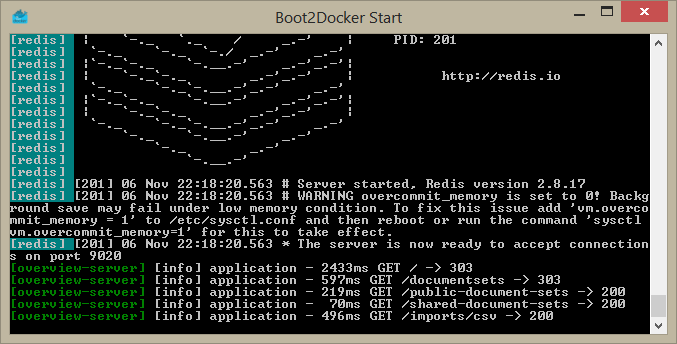 Boot2Docker Start
[redis] PID: 201
[redis]
[redis]
[redis] http://redis.io
[redis]
[redis]
[redis]
[redis]
[redis]
[redis]
[redis]
[redis] [201] 06 Nov 22:18:20.563 # Server started, Redis version 2.8.17
[redis] [201] 06 Nov 22:18:20.563 # WARNING overcommit_memory is set to 0! Backg
round save may fail under low memory condition. To fix this issue add 'vm.overco
mmit_memory = 1' to /etc/sysctl.conf and then reboot or run the command 'sysctl
vm.overcommit_memory=1' for this to take effect.
[redis] [201] 06 Nov 22:18:20.563 * The server is now ready to accept connection
s on port 9020
[overview-server] [info] application - 2433ms GET / -> 303
[overview-server] [info] application - 597ms GET /documentsets -> 303
[overview-server] [info] application - 219ms GET /public-document-sets -> 200
[overview-server] [info] application - 70ms GET /shared-document-sets -> 200
[overview-server] [info] application - 496ms GET /imports/csv -> 200